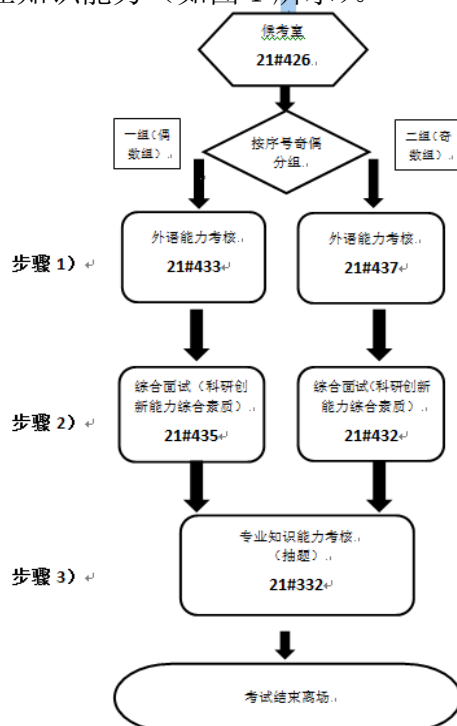 候考室
21#426
一组(偶
数组)
按序号奇偶
分组
二组(奇
数组)
步骤 1)
外语能力考核
21#433
外语能力考核
21#437
步骤 2)
综合面试(科研创
新能力综合素质)
21#435
综合面试(科研创新
能力综合素质)
21#432
步骤 3)
专业知识能力考核
(抽题)
21#332
考试结束离场